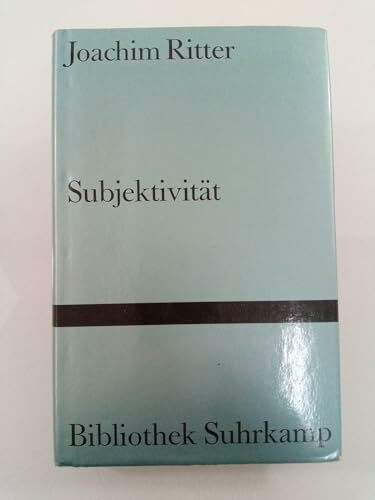 Joachim Ritter
Subjektivität
Bibliothek Suhrkamp